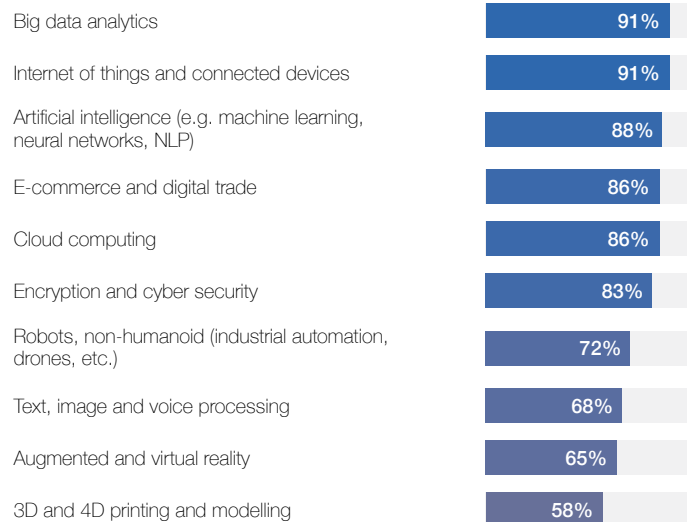 Big data analytics 91%
Internet of things and connected devices 91%
Artificial intelligence (e.g. machine learning,
neural networks, NLP) 88%
E-commerce and digital trade 86%
Cloud computing 86%
Encryption and cyber security 83%
Robots, non-humanoid (industrial automation,
drones, etc.) 72%
Text, image and voice processing 68%
Augmented and virtual reality 65%
3D and 4D printing and modelling 58%